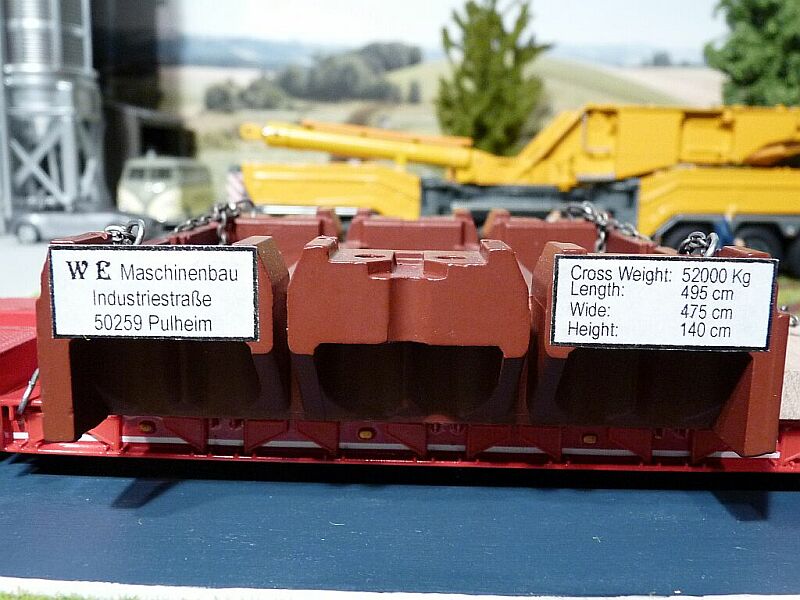 W E Maschinenbau
Industriestraße
50259 Pulheim
Cross Weight: 52000 Kg
Length: 495 cm
Wide: 475 cm
Height: 140 cm